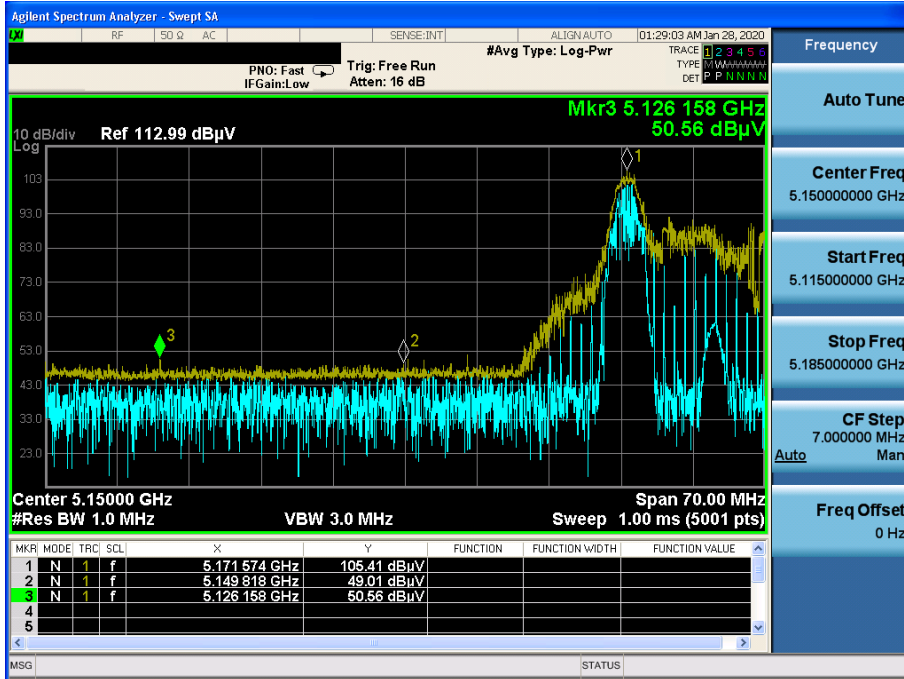 Agilent Spectrum Analyzer - Swept SA
LXI RF 50 Ω AC SENSE:INT ALIGN AUTO 01:29:03 AM Jan 28, 2020
#Avg Type: Log-Pwr
TRACE 1 2 3 4 5 6
PNO: Fast Trig: Free Run
TYPE M W W W W W
IFGain:Low Atten: 16 dB
DET P P N N N N
Mkr3 5.126 158 GHz
50.56 dBµV
10 dB/div Ref 112.99 dBµV
Log
103
93.0
83.0
73.0
63.0
53.0
43.0
33.0
23.0
1
2
3
Center 5.15000 GHz Span 70.00 MHz
#Res BW 1.0 MHz VBW 3.0 MHz Sweep 1.00 ms (5001 pts)
MKR MODE TRC SCL X Y FUNCTION FUNCTION WIDTH FUNCTION VALUE
1 N 1 f 5.171 574 GHz 105.41 dBµV
2 N 1 f 5.149 818 GHz 49.01 dBµV
3 N 1 f 5.126 158 GHz 50.56 dBµV
4
5
MSG STATUS
Frequency
Auto Tune
Center Freq
5.150000000 GHz
Start Freq
5.115000000 GHz
Stop Freq
5.185000000 GHz
CF Step
7.000000 MHz
Auto Man
Freq Offset
0 Hz